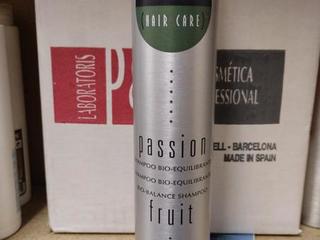 (HAIR CARE)
LABORATORIS
SMÉTICA
ESSIONAL
passion
SHAMPOO BIO-EQUILIBRANTE
SHAMPOO BIO-EQUILIBRANT
BIO-BALANCE SHAMPOO
fruit
ELL - BARCELONA
MADE IN SPAIN